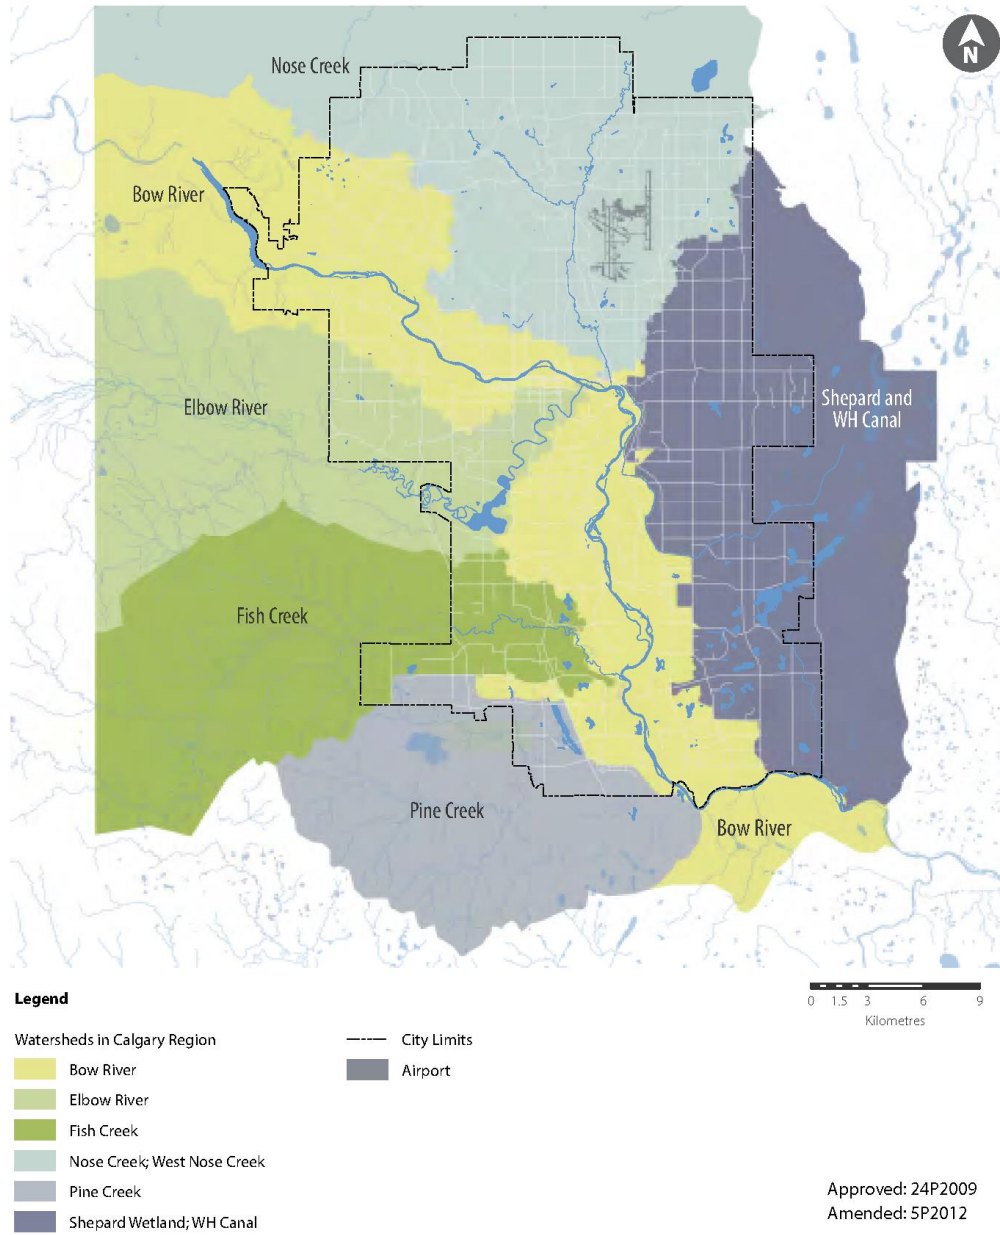 N
Nose Creek
Bow River
Elbow River
Shepard and
WH Canal
Fish Creek
Pine Creek
Bow River
Legend
Watersheds in Calgary Region
Bow River
Elbow River
Fish Creek
Nose Creek; West Nose Creek
Pine Creek
Shepard Wetland; WH Canal
City Limits
Airport
0 1.5 3 6 9
Kilometres
Approved: 24P2009
Amended: 5P2012